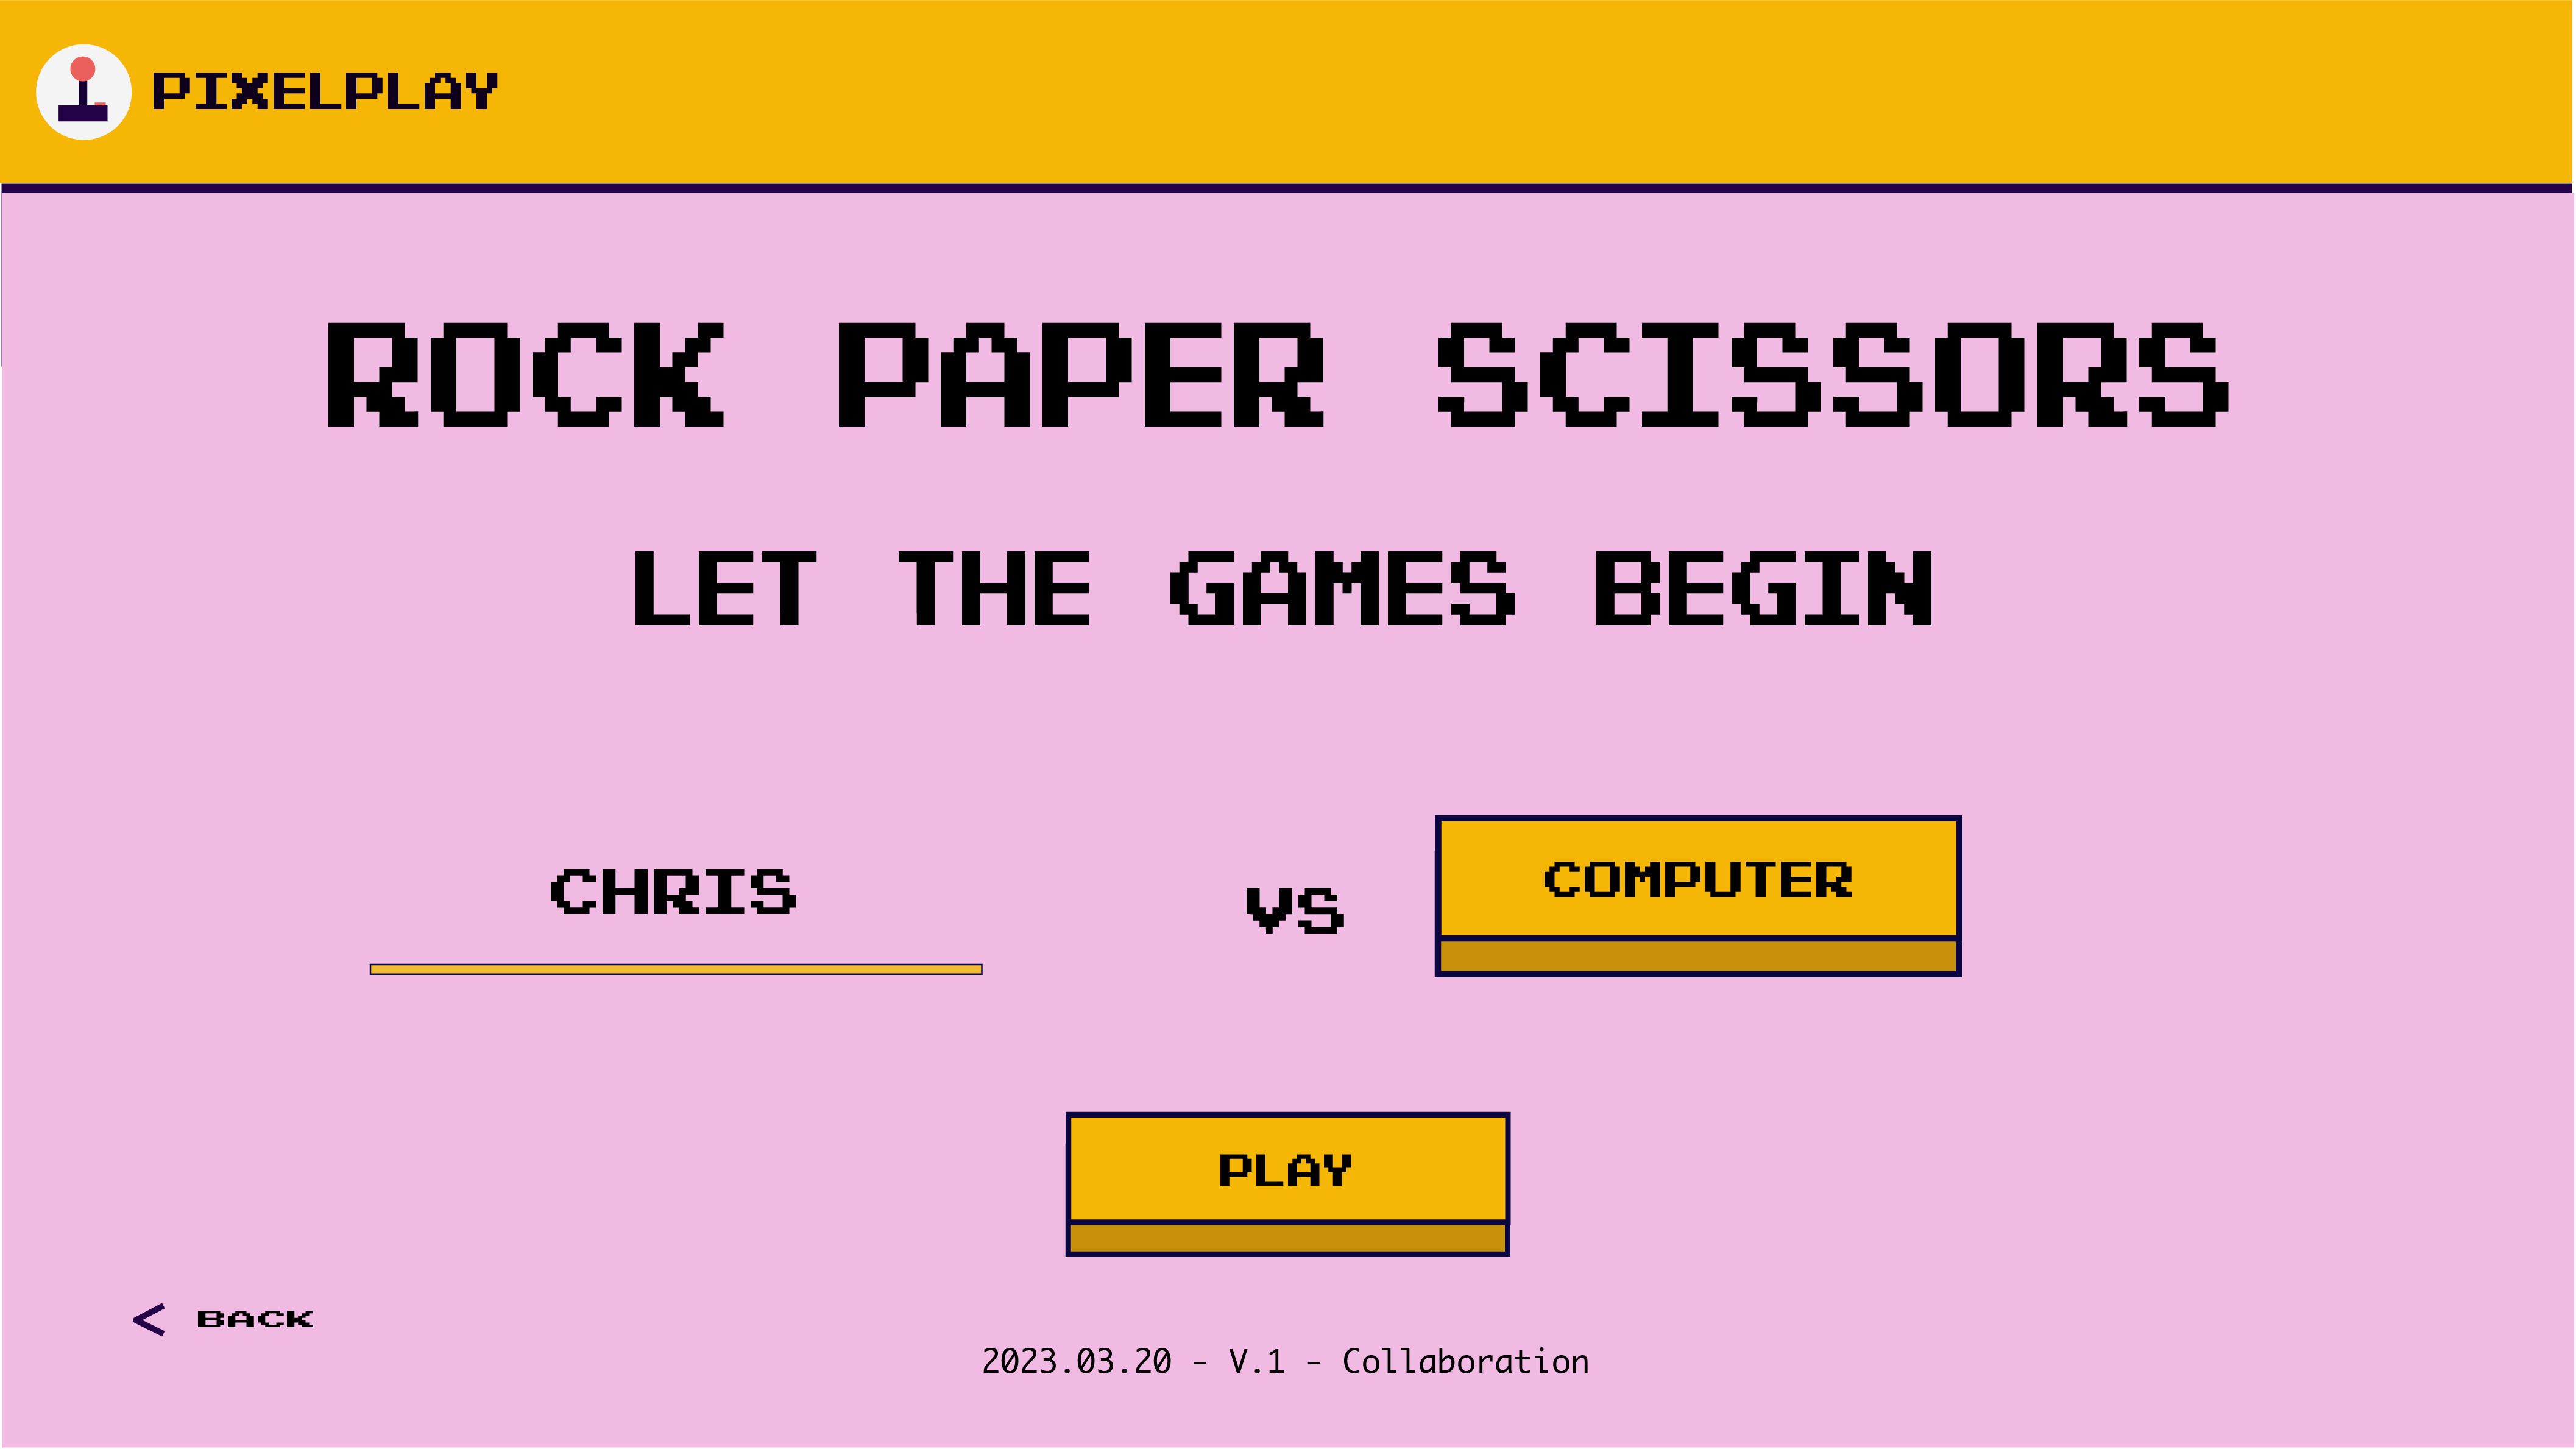 PIXELPLAY
ROCK PAPER SCISSORS
LET THE GAMES BEGIN
CHRIS
VS
COMPUTER
PLAY
< BACK
2023.03.20 - V.1 - Collaboration